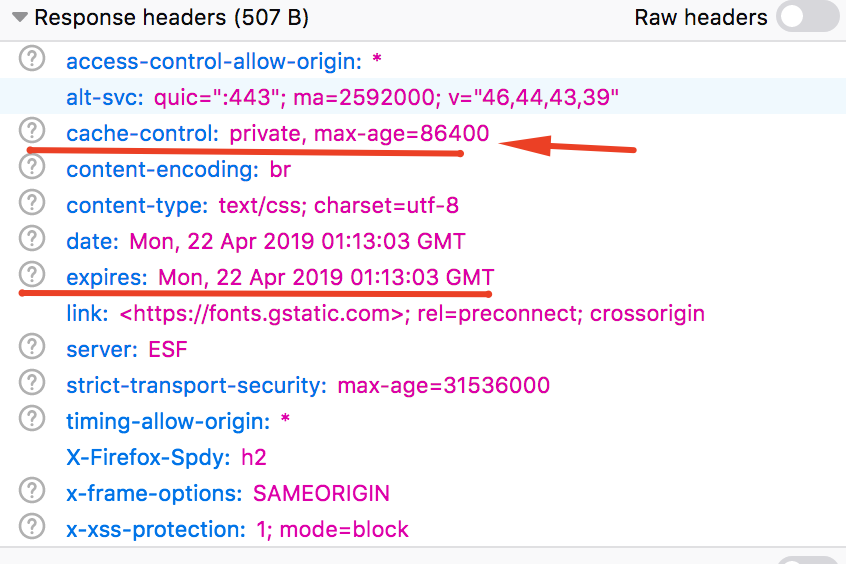 Response headers (507 B) Raw headers
access-control-allow-origin: *
alt-svc: quic=":443"; ma=2592000; v="46,44,43,39"
cache-control: private, max-age=86400
content-encoding: br
content-type: text/css; charset=utf-8
date: Mon, 22 Apr 2019 01:13:03 GMT
expires: Mon, 22 Apr 2019 01:13:03 GMT
link: <https://fonts.gstatic.com>; rel=preconnect; crossorigin
server: ESF
strict-transport-security: max-age=31536000
timing-allow-origin: *
X-Firefox-Spdy: h2
x-frame-options: SAMEORIGIN
x-xss-protection: 1; mode=block